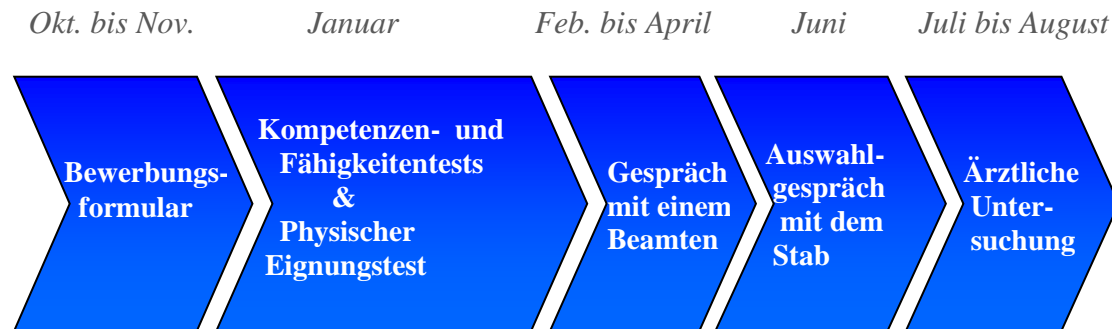 Okt. bis Nov. Januar Feb. bis April Juni Juli bis August
Bewerbungs-
formular
Kompetenzen- und
Fähigkeitentests
&
Physischer
Eignungstest
Gespräch
mit einem
Beamten
Auswahl-
gespräch
mit dem
Stab
Ärztliche
Unter-
suchung